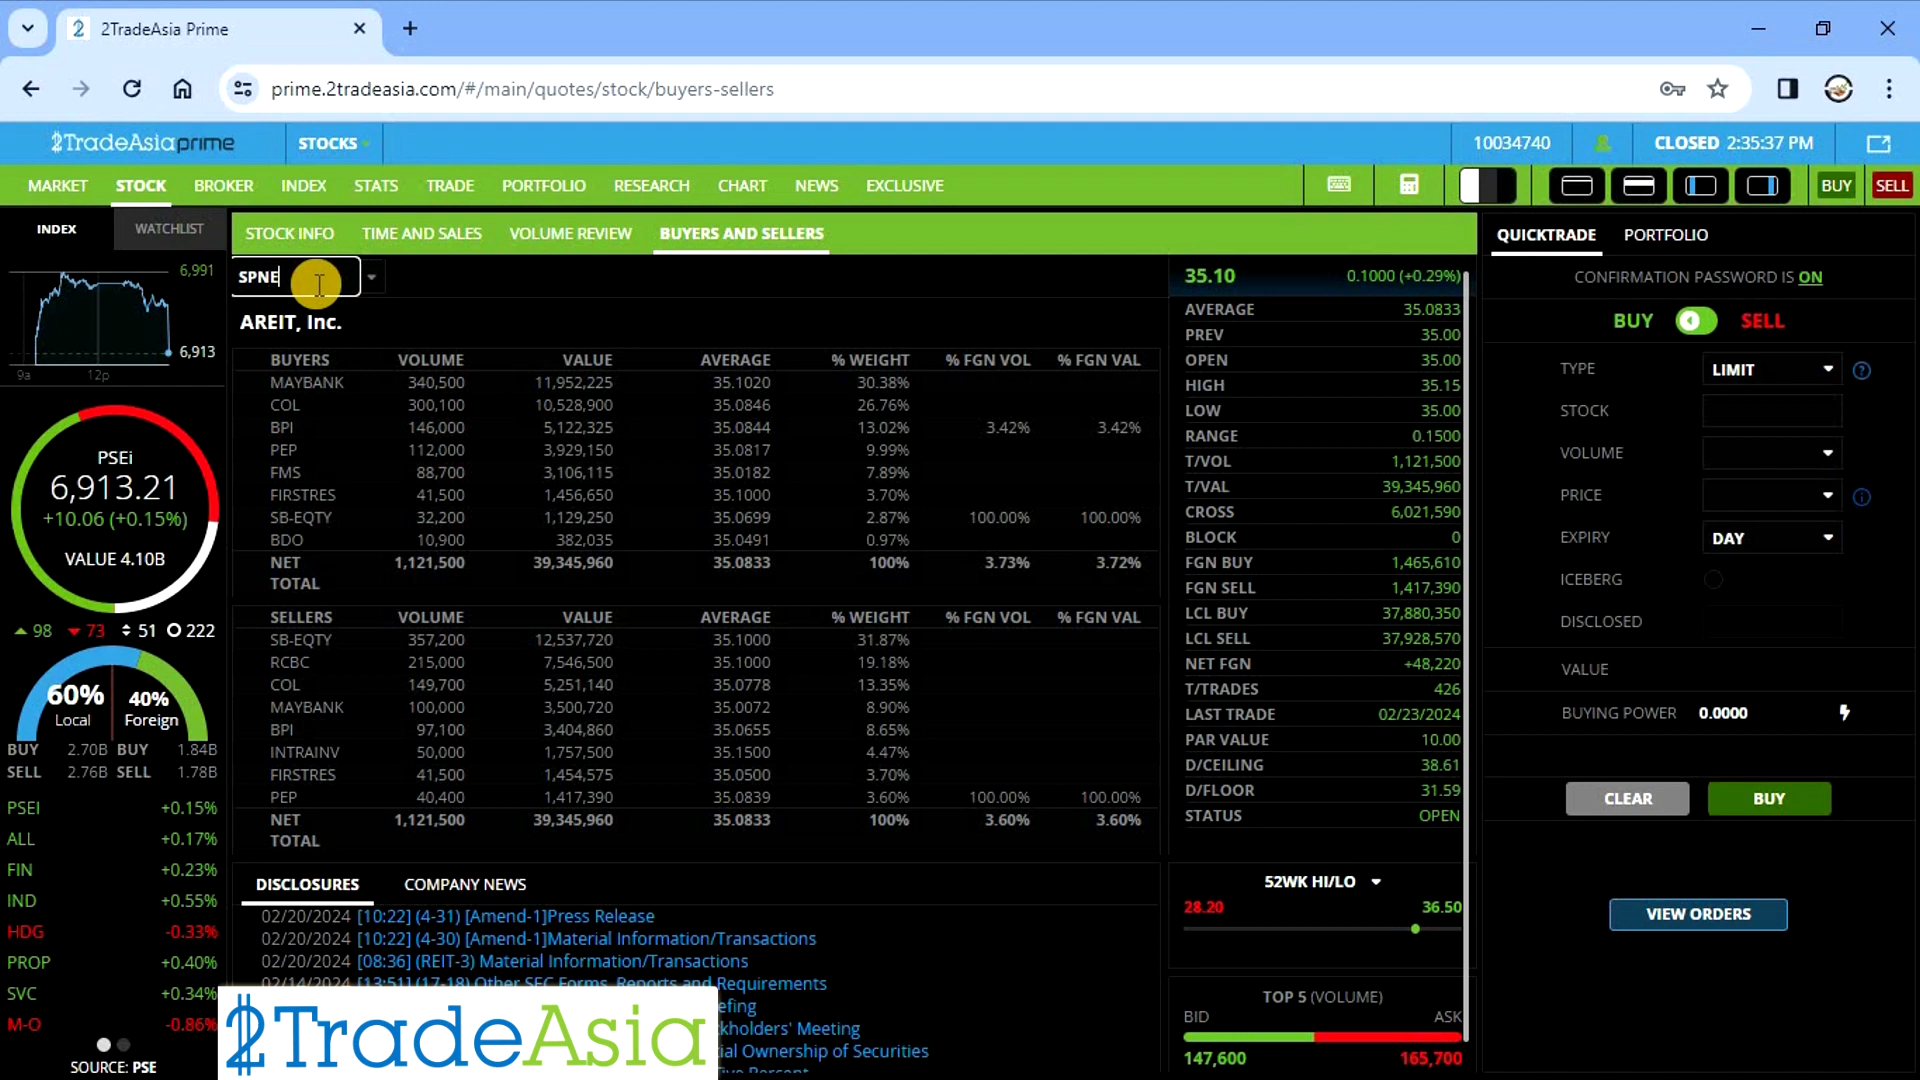 2TradeAsia Prime
prime.2tradeasia.com/#/main/quotes/stock/buyers-sellers
2TradeAsiaprime STOCKS 10034740 CLOSED 2:35:37 PM
MARKET STOCK BROKER INDEX STATS TRADE PORTFOLIO RESEARCH CHART NEWS EXCLUSIVE BUY SELL
INDEX WATCHLIST
6,991
6,913
9a 12p
PSEi
6,913.21
+10.06 (+0.15%)
VALUE 4.10B
98 73 51 222
60% Local 40% Foreign
BUY 2.70B BUY 1.84B
SELL 2.76B SELL 1.78B
PSEI +0.15%
ALL +0.17%
FIN +0.23%
IND +0.55%
HDG -0.33%
PROP +0.40%
SVC +0.34%
M-O -0.86%
SOURCE: PSE
STOCK INFO TIME AND SALES VOLUME REVIEW BUYERS AND SELLERS
SPNE
AREIT, Inc.
BUYERS VOLUME VALUE AVERAGE % WEIGHT % FGN VOL % FGN VAL
MAYBANK 340,500 11,952,225 35.1020 30.38%
COL 300,100 10,528,900 35.0846 26.76%
BPI 146,000 5,122,325 35.0844 13.02% 3.42% 3.42%
PEP 112,000 3,929,150 35.0817 9.99%
FMS 88,700 3,106,115 35.0182 7.89%
FIRSTRES 41,500 1,456,650 35.1000 3.70%
SB-EQTY 32,200 1,129,250 35.0699 2.87% 100.00% 100.00%
BDO 10,900 382,035 35.0491 0.97%
NET 1,121,500 39,345,960 35.0833 100% 3.73% 3.72%
TOTAL
SELLERS VOLUME VALUE AVERAGE % WEIGHT % FGN VOL % FGN VAL
SB-EQTY 357,200 12,537,720 35.1000 31.87%
RCBC 215,000 7,546,500 35.1000 19.18%
COL 149,700 5,251,140 35.0778 13.35%
MAYBANK 100,000 3,500,720 35.0072 8.90%
BPI 97,100 3,404,860 35.0655 8.65%
INTRAINV 50,000 1,757,500 35.1500 4.47%
FIRSTRES 41,500 1,454,575 35.0500 3.70%
PEP 40,400 1,417,390 35.0839 3.60% 100.00% 100.00%
NET 1,121,500 39,345,960 35.0833 100% 3.60% 3.60%
TOTAL
DISCLOSURES COMPANY NEWS
02/20/2024 [10:22] (4-31) [Amend-1]Press Release
02/20/2024 [10:22] (4-30) [Amend-1]Material Information/Transactions
02/20/2024 [08:36] (REIT-3) Material Information/Transactions
02/14/2024 [13:51] (17-18) Other SEC Forms, Reports and Requirements
efing
ckholders' Meeting
ial Ownership of Securities
2TradeAsia
35.10 0.1000 (+0.29%)
AVERAGE 35.0833
PREV 35.00
OPEN 35.00
HIGH 35.15
LOW 35.00
RANGE 0.1500
T/VOL 1,121,500
T/VAL 39,345,960
CROSS 6,021,590
BLOCK 0
FGN BUY 1,465,610
FGN SELL 1,417,390
LCL BUY 37,880,350
LCL SELL 37,928,570
NET FGN +48,220
T/TRADES 426
LAST TRADE 02/23/2024
PAR VALUE 10.00
D/CEILING 38.61
D/FLOOR 31.59
STATUS OPEN
52WK HI/LO
28.20 36.50
TOP 5 (VOLUME)
BID ASK
147,600 165,700
QUICKTRADE PORTFOLIO
CONFIRMATION PASSWORD IS ON
BUY SELL
TYPE LIMIT
STOCK
VOLUME
PRICE
EXPIRY DAY
ICEBERG
DISCLOSED
VALUE
BUYING POWER 0.0000
CLEAR BUY
VIEW ORDERS